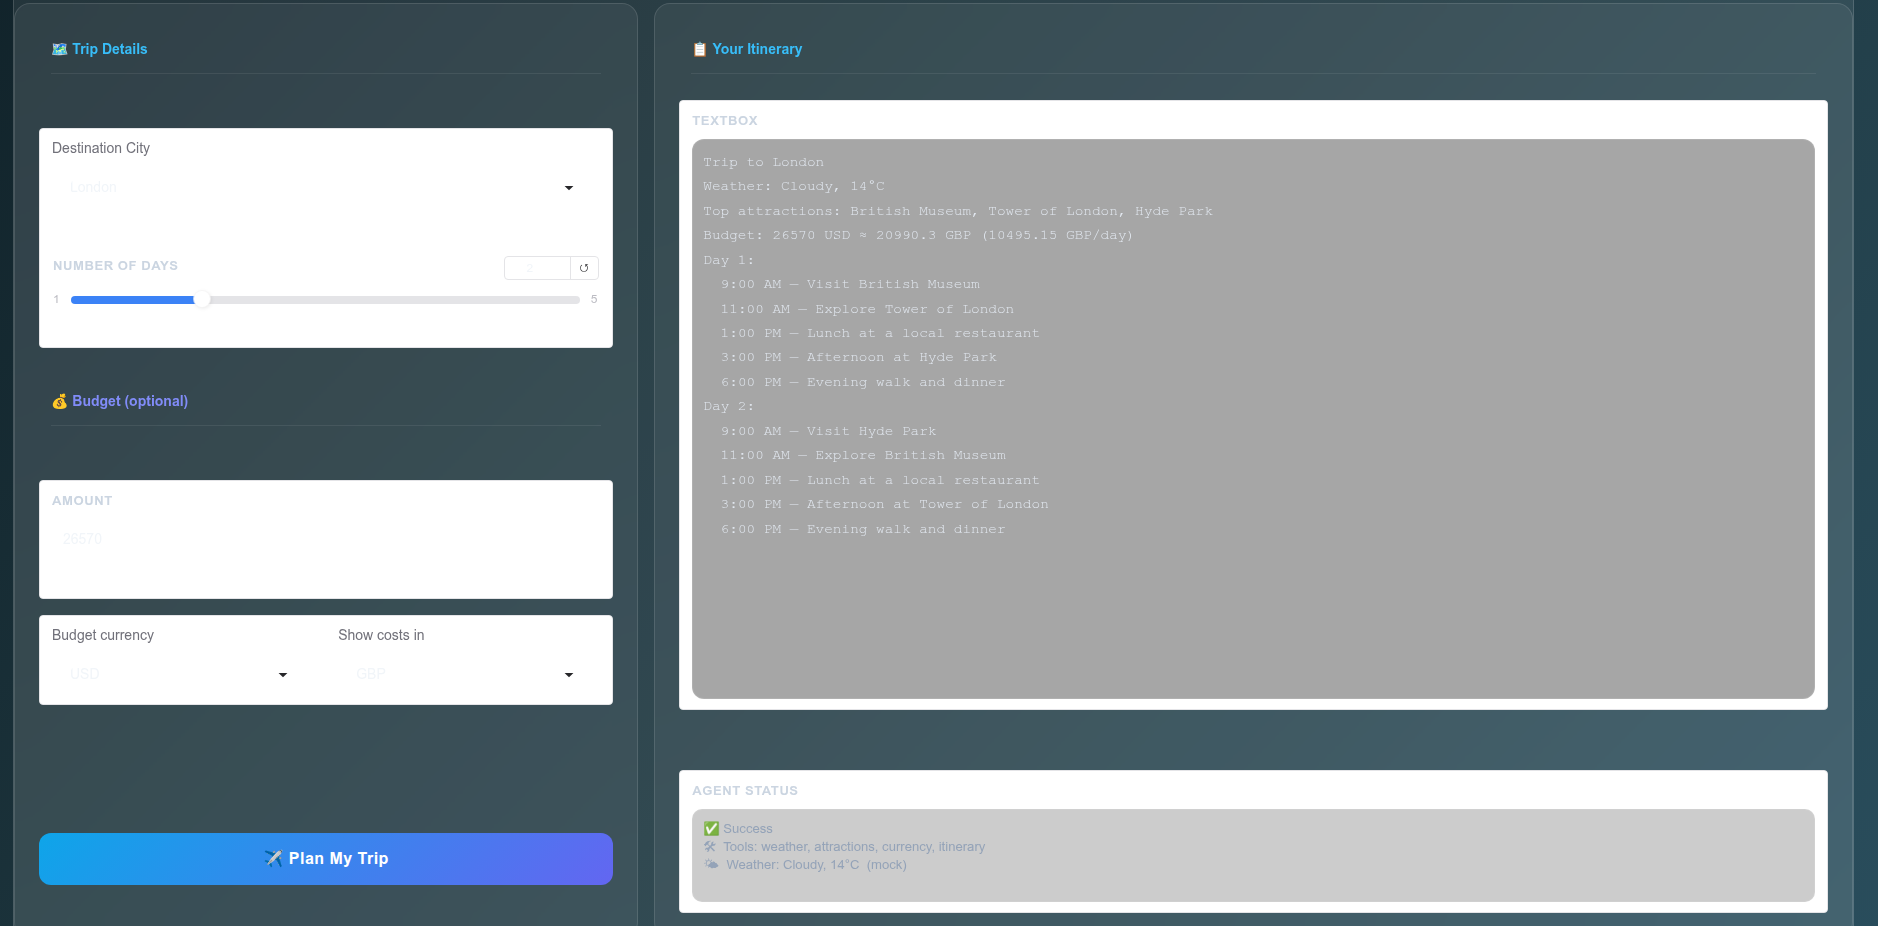 🗺️ Trip Details
Destination City
London
NUMBER OF DAYS
2
↺
1
5
💰 Budget (optional)
AMOUNT
26570
Budget currency
Show costs in
USD
GBP
✈️ Plan My Trip
📋 Your Itinerary
TEXTBOX
Trip to London
Weather: Cloudy, 14°C
Top attractions: British Museum, Tower of London, Hyde Park
Budget: 26570 USD ≈ 20990.3 GBP (10495.15 GBP/day)
Day 1:
9:00 AM — Visit British Museum
11:00 AM — Explore Tower of London
1:00 PM — Lunch at a local restaurant
3:00 PM — Afternoon at Hyde Park
6:00 PM — Evening walk and dinner
Day 2:
9:00 AM — Visit Hyde Park
11:00 AM — Explore British Museum
1:00 PM — Lunch at a local restaurant
3:00 PM — Afternoon at Tower of London
6:00 PM — Evening walk and dinner
AGENT STATUS
✅ Success
🛠️ Tools: weather, attractions, currency, itinerary
🌤️ Weather: Cloudy, 14°C (mock)